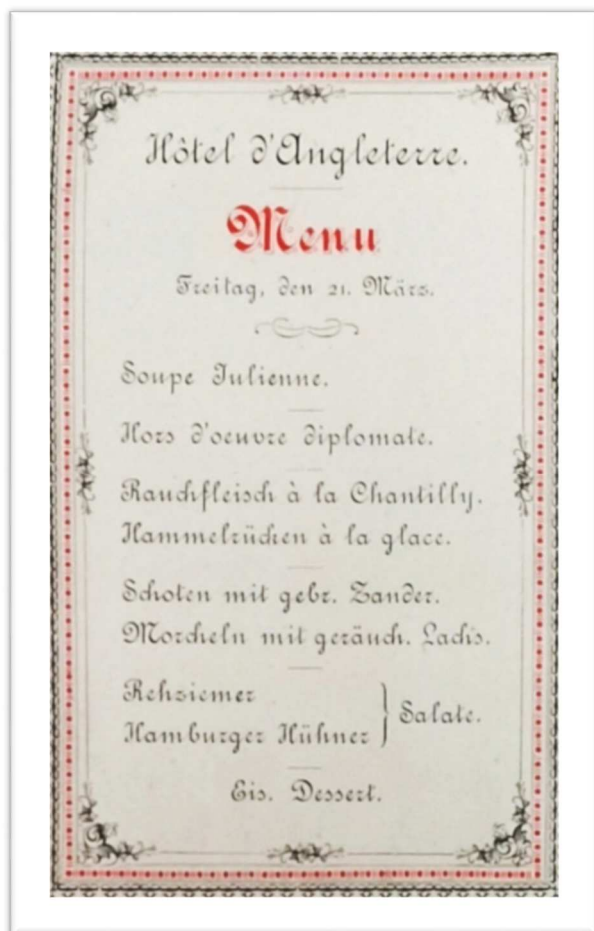 Hôtel d'Angleterre.
Menu
Freitag, den 21. März.
Soupe Julienne.
Hors d'oeuvre diplomate.
Rauchfleisch à la Chantilly.
Hammelrücken à la glace.
Schoten mit gebr. Zander.
Morcheln mit geräuch. Lachs.
Rehziemer
Hamburger Hühner } Salate.
Eis. Dessert.